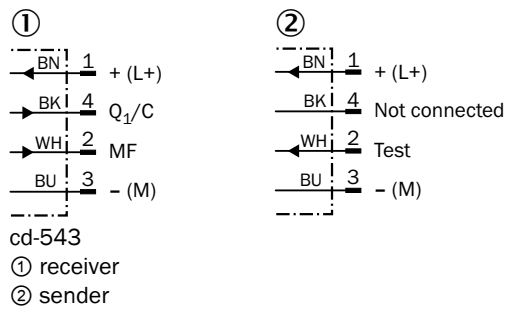 ① ②
BN 1 + (L+) BN 1 + (L+)
BK 4 Q₁/C BK 4 Not connected
WH 2 MF WH 2 Test
BU 3 − (M) BU 3 − (M)
cd-543
① receiver
② sender